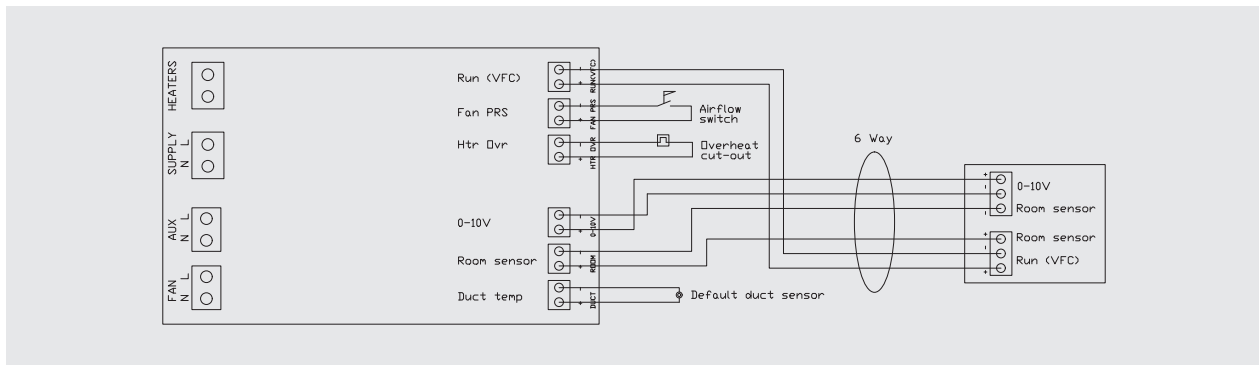 HEATERS
SUPPLY
L
N
AUX
L
N
FAN
L
N
Run (VFC)
- + RUN(VFC)
Fan PRS
- + FAN PRS
Airflow
switch
Htr Ovr
- + HTR OVR
Overheat
cut-out
0-10V
- + 0-10V
Room sensor
- + ROOM
Duct temp
- + DUCT
Default duct sensor
6 Way
+
- 0-10V
- Room sensor
+ Room sensor
- Run (VFC)
+